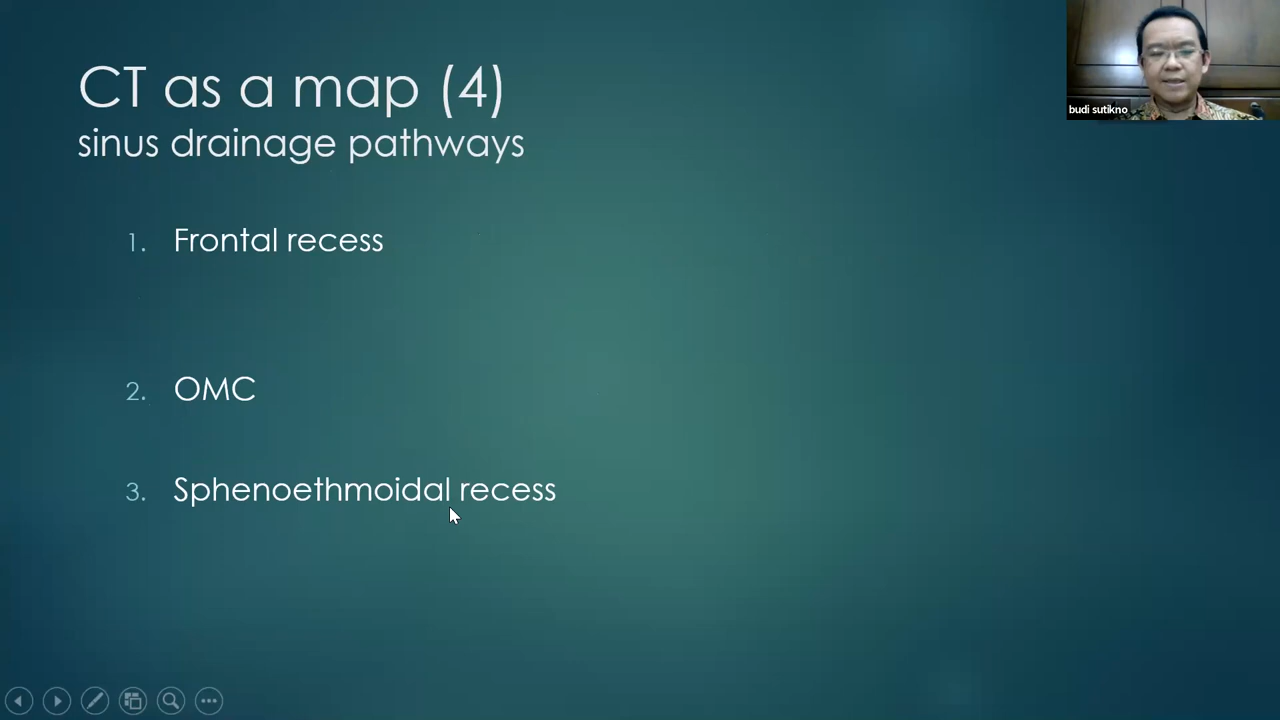 CT as a map (4)
sinus drainage pathways
budi sutikno
1. Frontal recess
2. OMC
3. Sphenoethmoidal recess